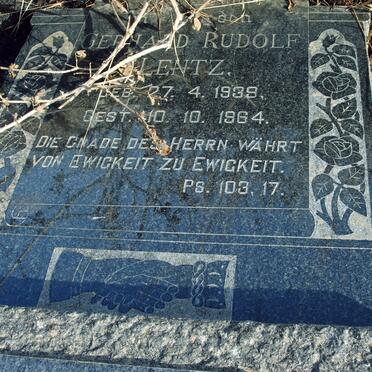 GERHARD RUDOLF
LENTZ.
GEB. 27. 4. 1938.
GEST. 10. 10. 1964.
DIE GNADE DES HERRN WÄHRT
VON EWIGKEIT ZU EWIGKEIT.
PS. 103. 17.